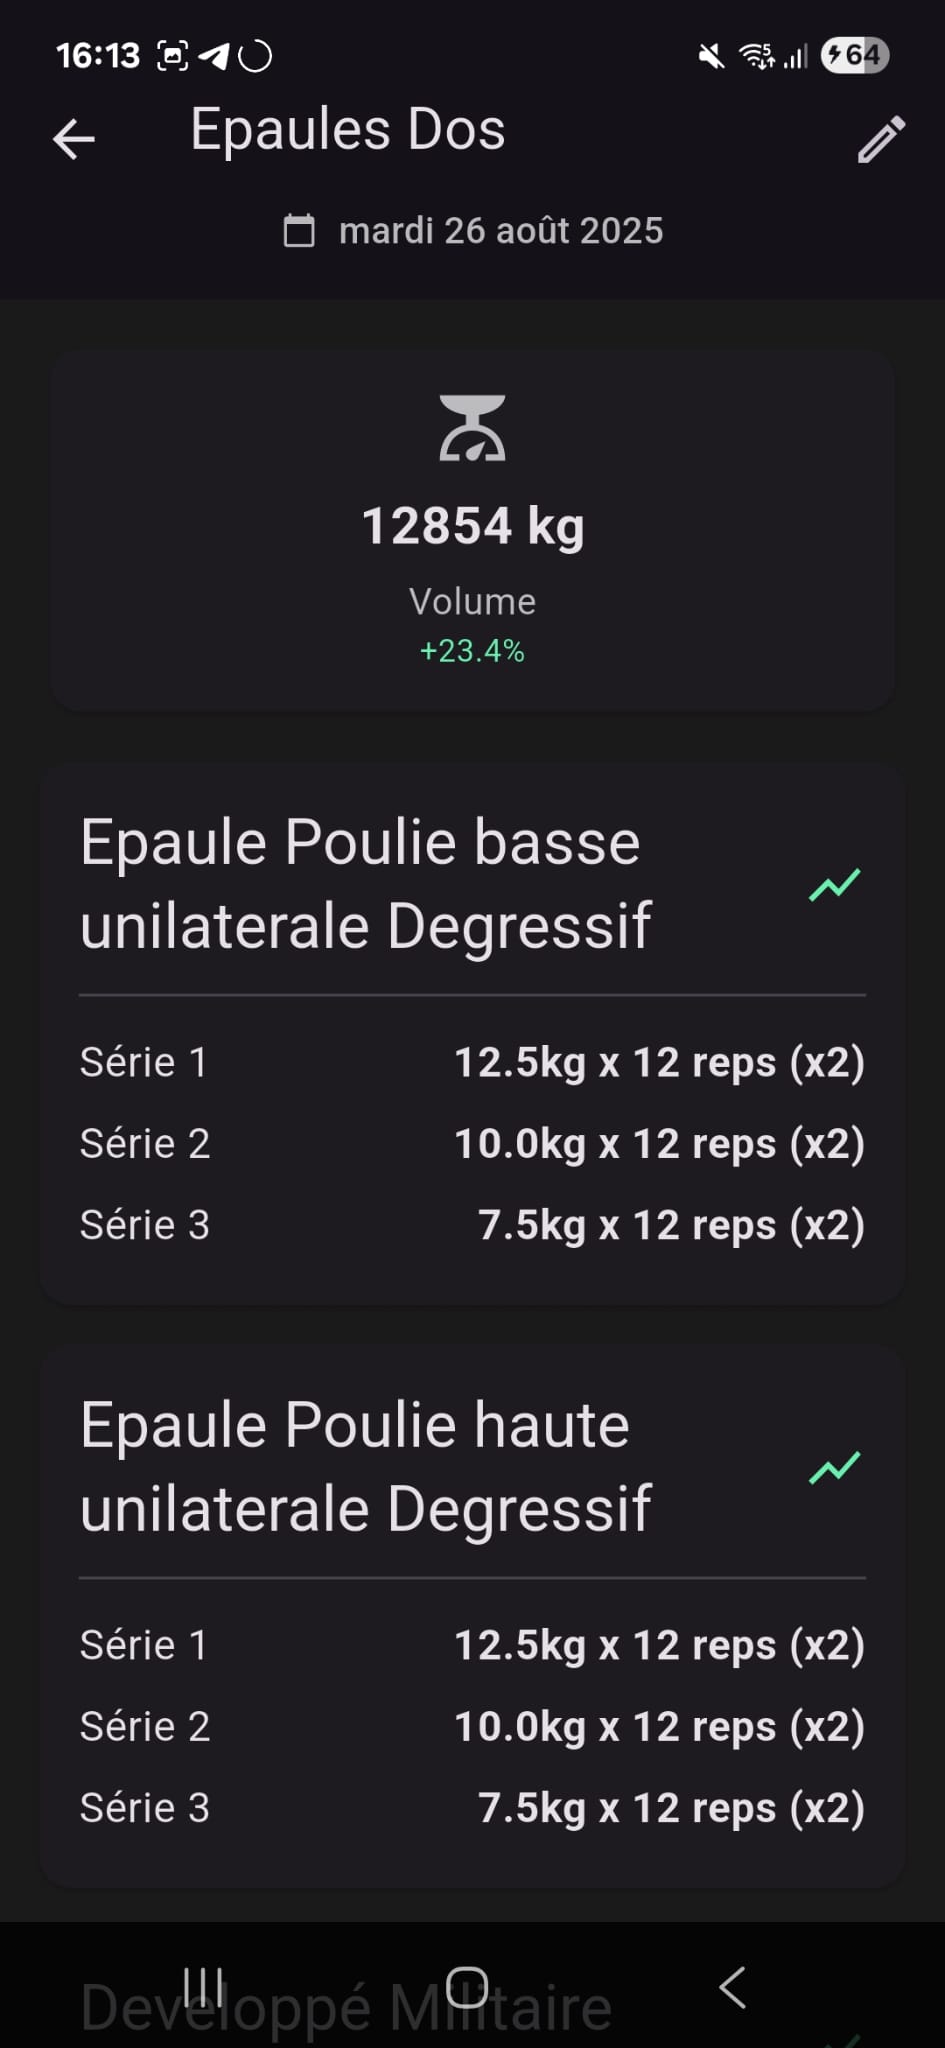 16:13
5
64
Epaules Dos
mardi 26 août 2025
12854 kg
Volume
+23.4%
Epaule Poulie basse
unilaterale Degressif
Série 1 12.5kg x 12 reps (x2)
Série 2 10.0kg x 12 reps (x2)
Série 3 7.5kg x 12 reps (x2)
Epaule Poulie haute
unilaterale Degressif
Série 1 12.5kg x 12 reps (x2)
Série 2 10.0kg x 12 reps (x2)
Série 3 7.5kg x 12 reps (x2)
Developpé Militaire